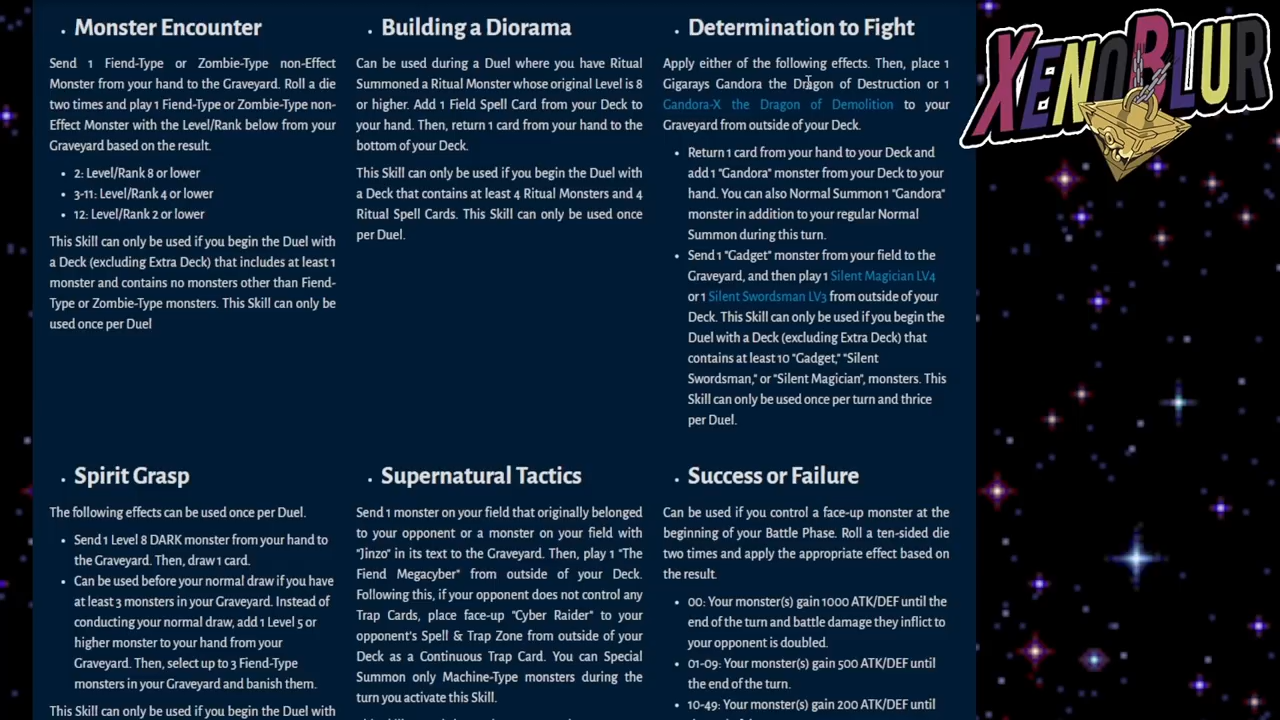 Monster Encounter
Send 1 Fiend-Type or Zombie-Type non-Effect
Monster from your hand to the Graveyard. Roll a die
two times and play 1 Fiend-Type or Zombie-Type non-
Effect Monster with the Level/Rank below from your
Graveyard based on the result.
2: Level/Rank 8 or lower
3-11: Level/Rank 4 or lower
12: Level/Rank 2 or lower
This Skill can only be used if you begin the Duel with
a Deck (excluding Extra Deck) that includes at least 1
monster and contains no monsters other than Fiend-
Type or Zombie-Type monsters. This Skill can only be
used once per Duel
Building a Diorama
Can be used during a Duel where you have Ritual
Summoned a Ritual Monster whose original Level is 8
or higher. Add 1 Field Spell Card from your Deck to
your hand. Then, return 1 card from your hand to the
bottom of your Deck.
This Skill can only be used if you begin the Duel with
a Deck that contains at least 4 Ritual Monsters and 4
Ritual Spell Cards. This Skill can only be used once
per Duel.
Determination to Fight
Apply either of the following effects. Then, place 1
Gigarays Gandora the Dragon of Destruction or 1
Gandora-X the Dragon of Demolition to your
Graveyard from outside of your Deck.
Return 1 card from your hand to your Deck and
add 1 "Gandora" monster from your Deck to your
hand. You can also Normal Summon 1 "Gandora"
monster in addition to your regular Normal
Summon during this turn.
Send 1 "Gadget" monster from your field to the
Graveyard, and then play 1 Silent Magician LV4
or 1 Silent Swordsman LV3 from outside of your
Deck. This Skill can only be used if you begin the
Duel with a Deck (excluding Extra Deck) that
contains at least 10 "Gadget," "Silent
Swordsman," or "Silent Magician", monsters. This
Skill can only be used once per turn and thrice
per Duel.
Spirit Grasp
The following effects can be used once per Duel.
Send 1 Level 8 DARK monster from your hand to
the Graveyard. Then, draw 1 card.
Can be used before your normal draw if you have
at least 3 monsters in your Graveyard. Instead of
conducting your normal draw, add 1 Level 5 or
higher monster to your hand from your
Graveyard. Then, select up to 3 Fiend-Type
monsters in your Graveyard and banish them.
This Skill can only be used if you begin the Duel with
Supernatural Tactics
Send 1 monster on your field that originally belonged
to your opponent or a monster on your field with
"Jinzo" in its text to the Graveyard. Then, play 1 "The
Fiend Megacyber" from outside of your Deck.
Following this, if your opponent does not control any
Trap Cards, place face-up "Cyber Raider" to your
opponent's Spell & Trap Zone from outside of your
Deck as a Continuous Trap Card. You can Special
Summon only Machine-Type monsters during the
turn you activate this Skill.
Success or Failure
Can be used if you control a face-up monster at the
beginning of your Battle Phase. Roll a ten-sided die
two times and apply the appropriate effect based on
the result.
00: Your monster(s) gain 1000 ATK/DEF until the
end of the turn and battle damage they inflict to
your opponent is doubled.
01-09: Your monster(s) gain 500 ATK/DEF until
the end of the turn.
10-49: Your monster(s) gain 200 ATK/DEF until
XENOBLUR